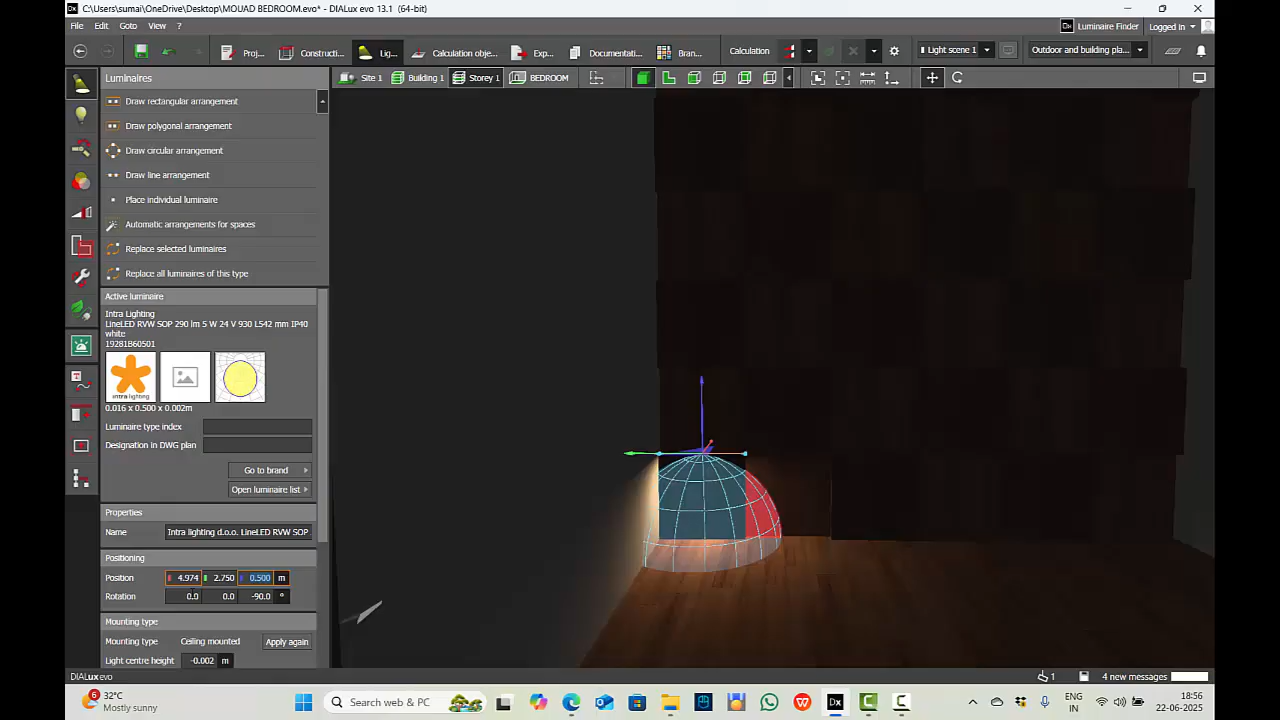 C:\Users\sumai\OneDrive\Desktop\MOUAD BEDROOM.evo* - DIALux evo 13.1 (64-bit)
File Edit Goto View ?
Luminaire Finder
Logged in
Proj...
Constructi...
Lig...
Calculation obje...
Exp...
Documentati...
Bran...
Calculation
Light scene 1
Outdoor and building pla...
Luminaires
Site 1
Building 1
Storey 1
BEDROOM
Draw rectangular arrangement
Draw polygonal arrangement
Draw circular arrangement
Draw line arrangement
Place individual luminaire
Automatic arrangements for spaces
Replace selected luminaires
Replace all luminaires of this type
Active luminaire
Intra Lighting
LineLED RVW SOP 290 lm 5 W 24 V 930 L542 mm IP40
white
19281B60501
intra lighting
0.016 x 0.500 x 0.002m
Luminaire type index
Designation in DWG plan
Go to brand
Open luminaire list
Properties
Name Intra lighting d.o.o. LineLED RVW SOP
Positioning
Position 4.974 2.750 0.500 m
Rotation 0.0 0.0 -90.0 °
Mounting type
Mounting type Ceiling mounted Apply again
Light centre height -0.002 m
DIALux evo
1
4 new messages
6
32°C
Mostly sunny
Search web & PC
Dx
ENG
IN
18:56
22-06-2025